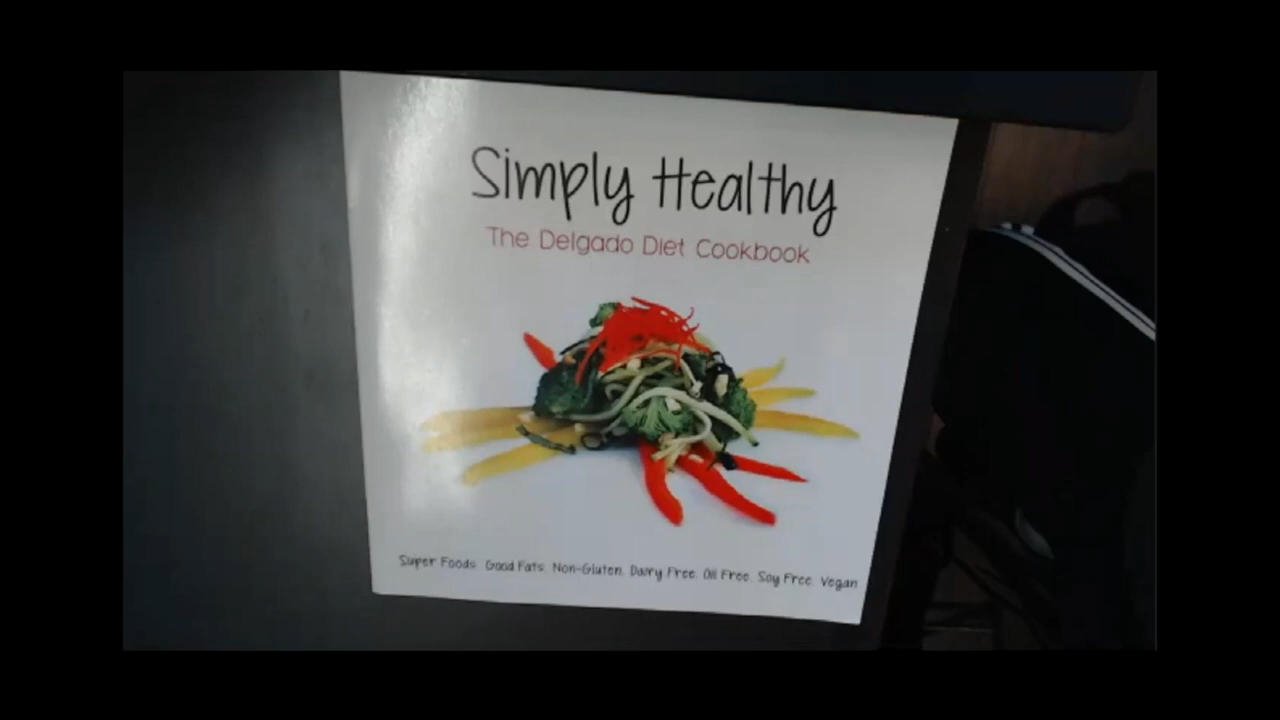 Simply Healthy
The Delgado Diet Cookbook
Super Foods. Good Fats. Non-Gluten. Dairy Free. Oil Free. Soy Free. Vegan